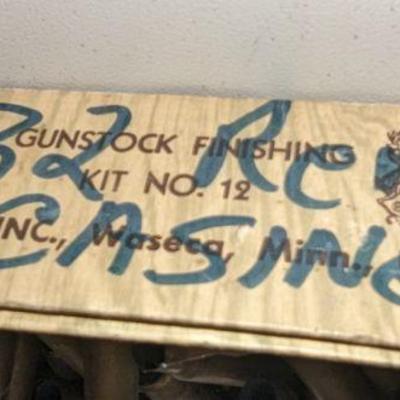 GUNSTOCK FINISHING
32 Rem
KIT NO. 12
INC., Waseca, Minn.,
CASING